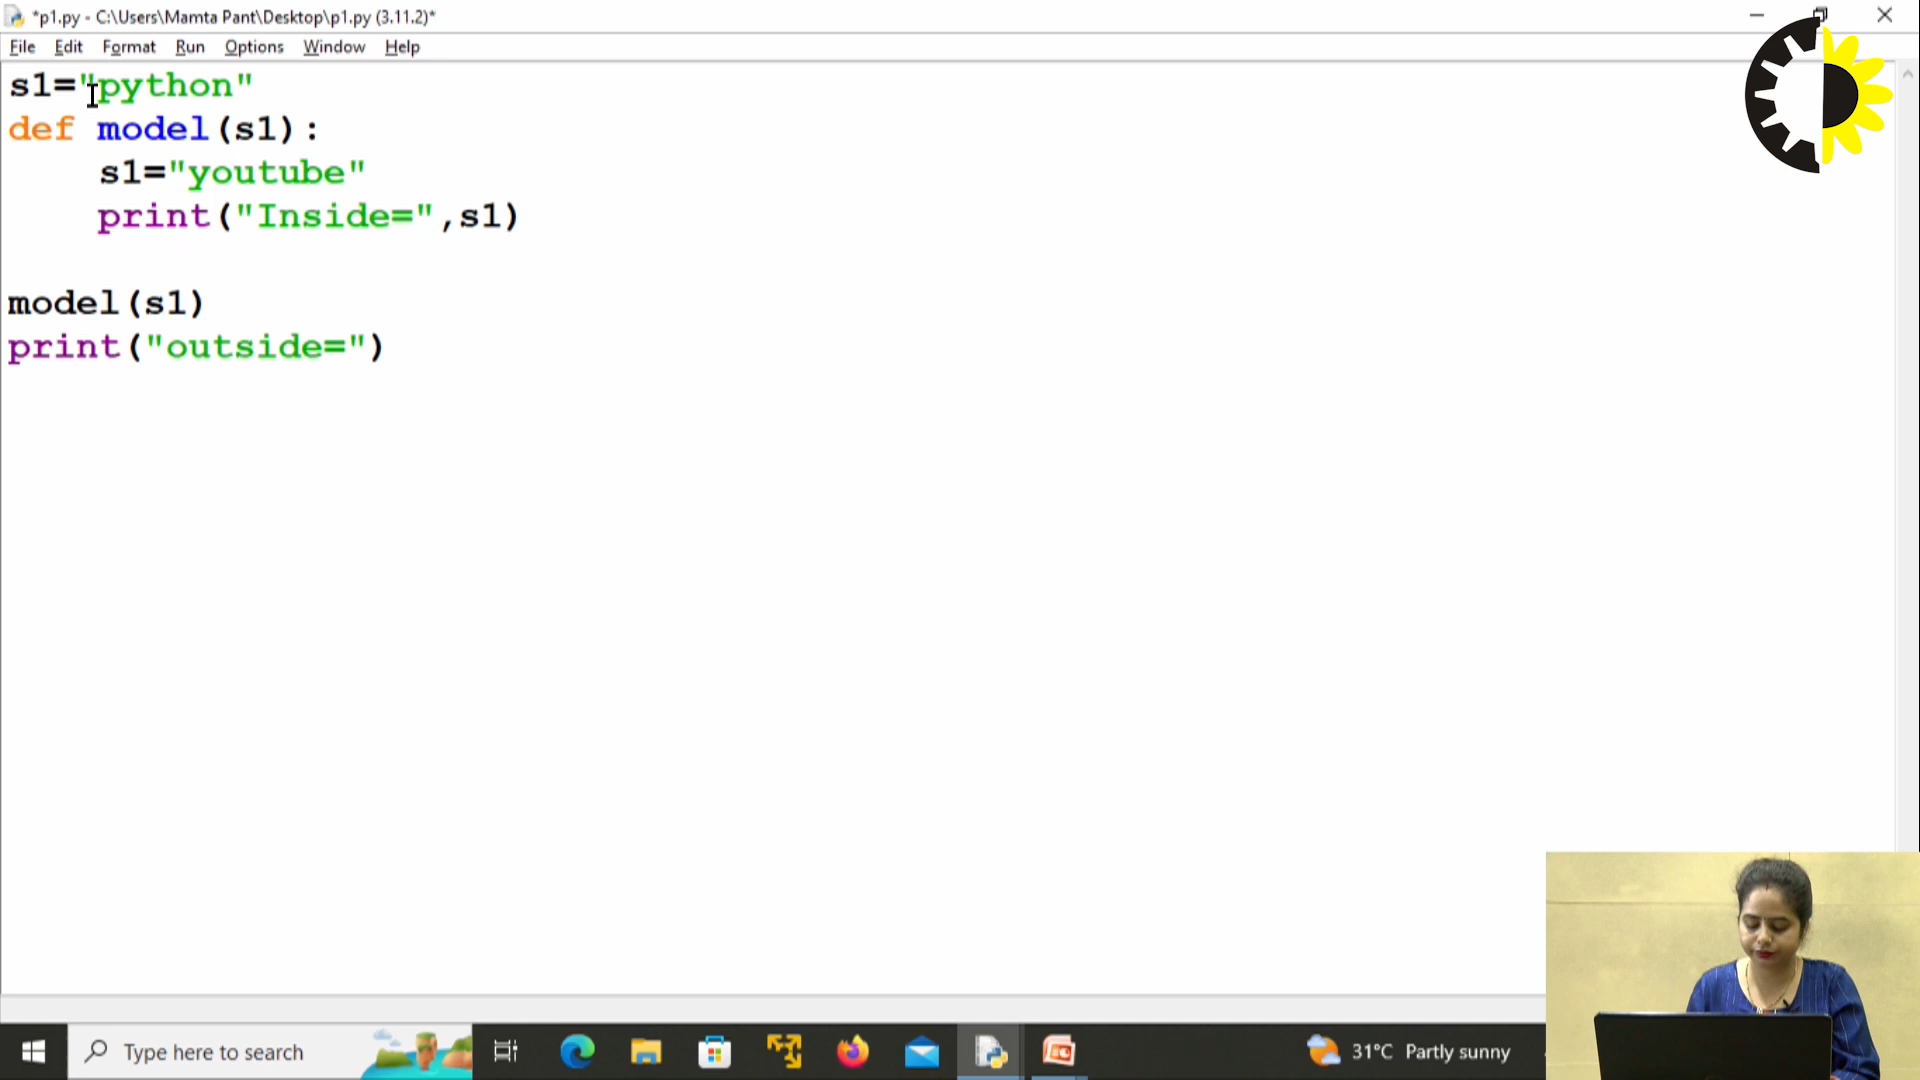 *p1.py - C:\Users\Mamta Pant\Desktop\p1.py (3.11.2)*
File Edit Format Run Options Window Help
s1="python"
def model(s1):
    s1="youtube"
    print("Inside=",s1)
model(s1)
print("outside=")
Type here to search
31°C Partly sunny